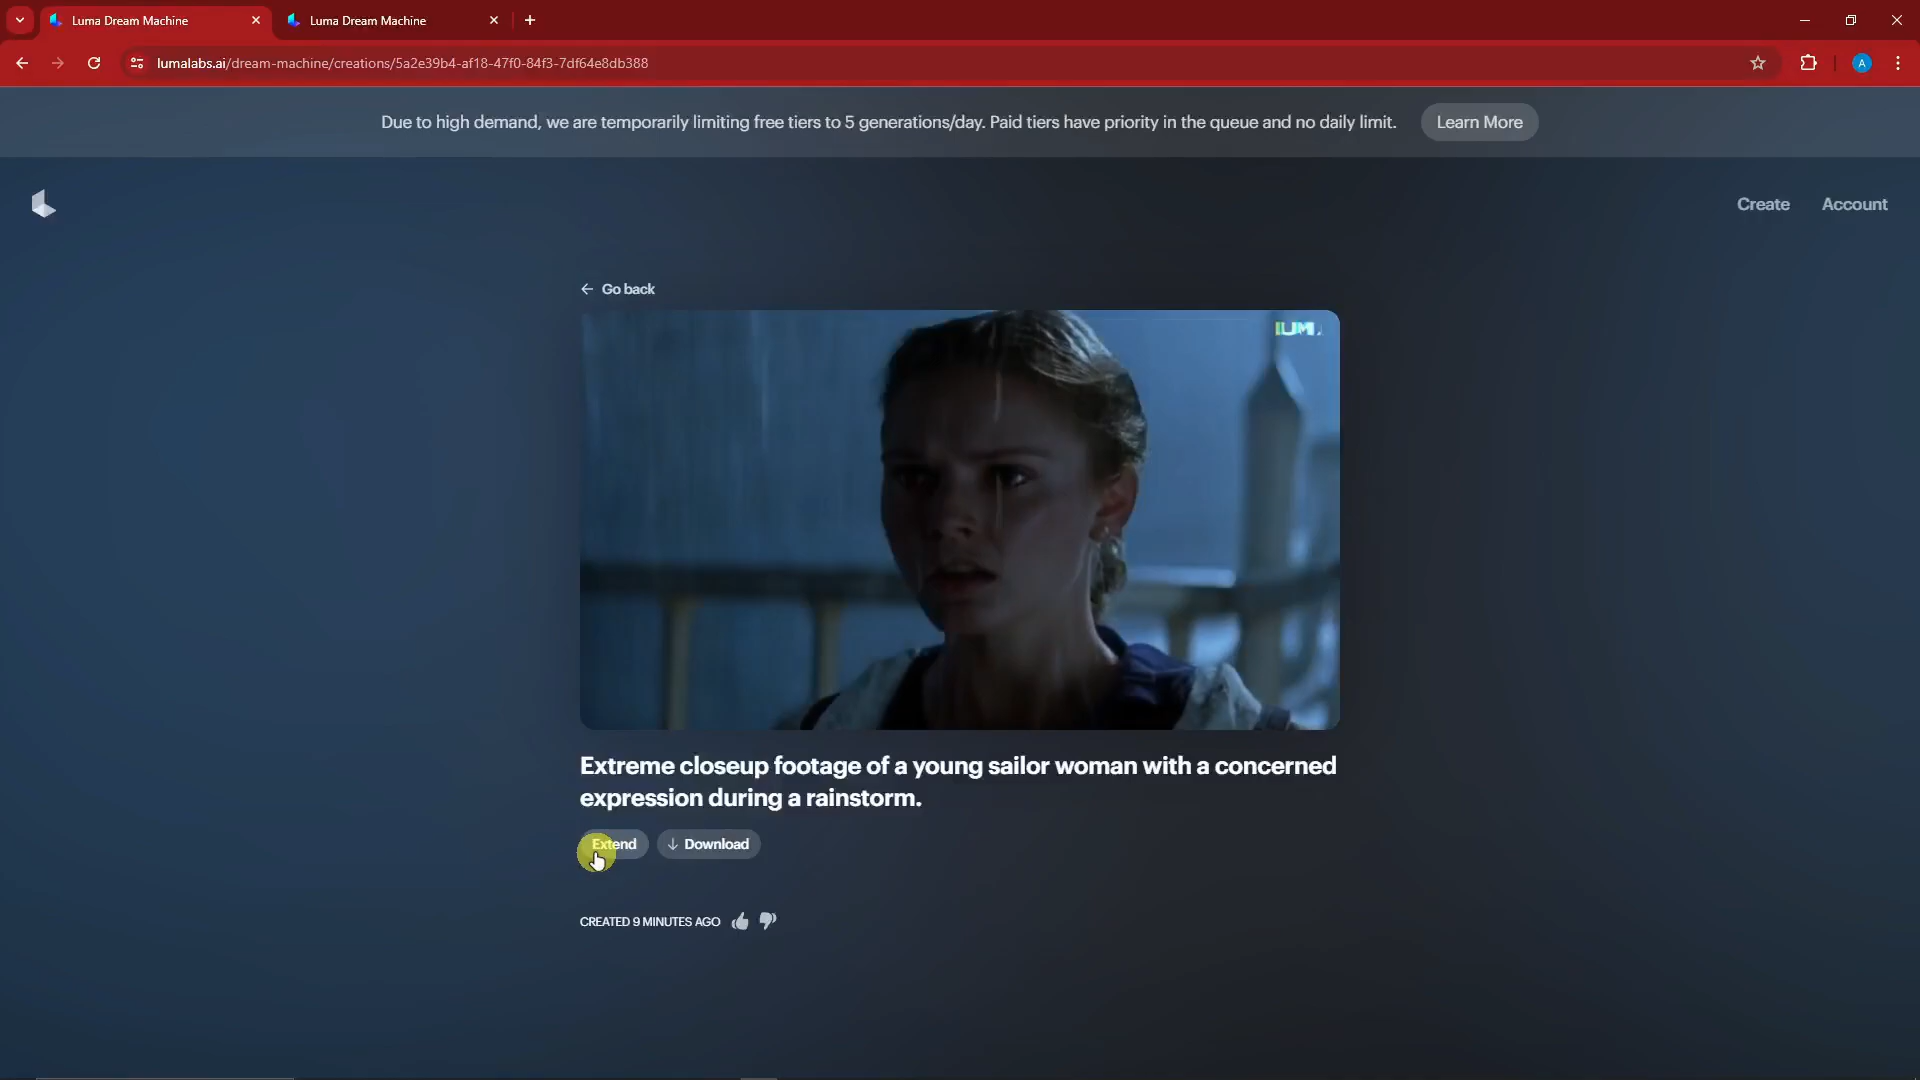 Luma Dream Machine
Luma Dream Machine
lumalabs.ai/dream-machine/creations/5a2e39b4-af18-47f0-84f3-7df64e8db388
A
Due to high demand, we are temporarily limiting free tiers to 5 generations/day. Paid tiers have priority in the queue and no daily limit.
Learn More
Create
Account
Go back
LUMA
Extreme closeup footage of a young sailor woman with a concerned
expression during a rainstorm.
Extend
Download
CREATED 9 MINUTES AGO